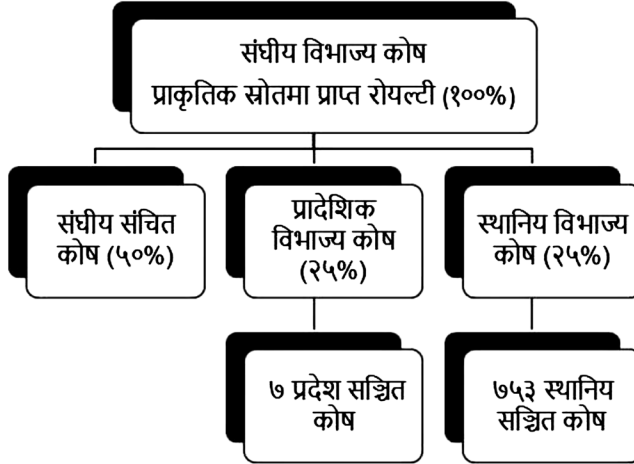 संघीय विभाज्य कोष
प्राकृतिक स्रोतमा प्राप्त रोयल्टी (१००%)
संघीय संचित
कोष (५०%)
प्रादेशिक
विभाज्य कोष
(२५%)
स्थानिय विभाज्य
कोष (२५%)
७ प्रदेश सञ्चित
कोष
७५३ स्थानिय
सञ्चित कोष